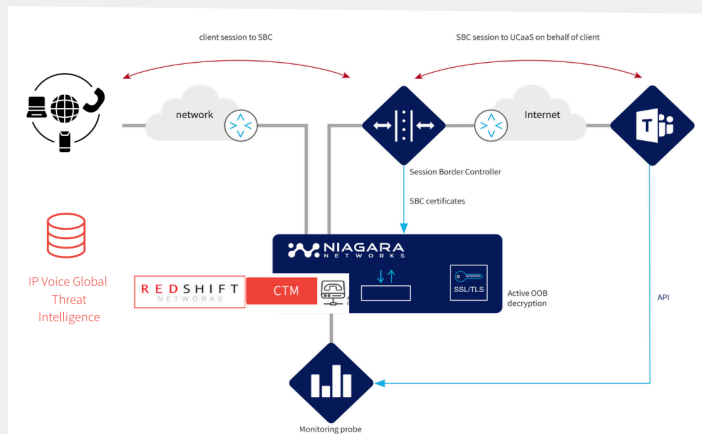 client session to SBC
SBC session to UCaaS on behalf of client
network
Internet
T
Session Border Controller
SBC certificates
NIAGARA
NETWORKS
IP Voice Global
Threat
Intelligence
REDSHIFT
NETWORKS
CTM
SSL/TLS
Active OOB
decryption
API
Monitoring probe